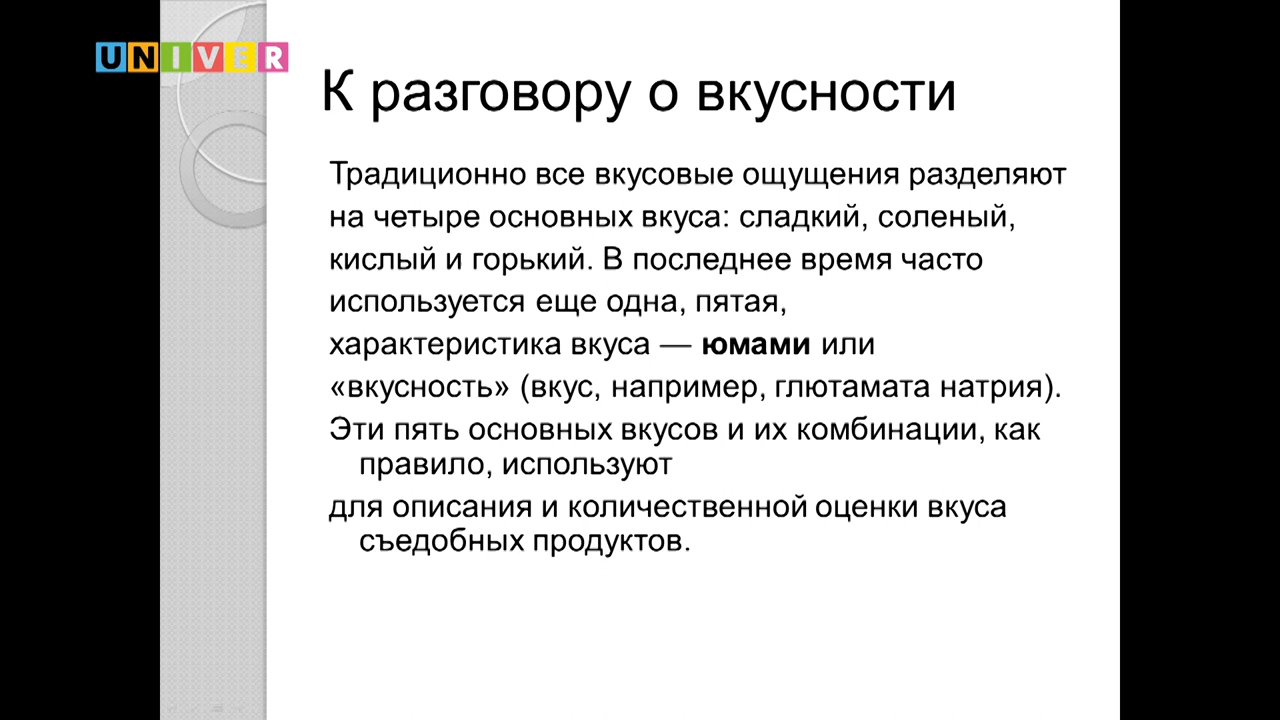 UNIVER
К разговору о вкусности
Традиционно все вкусовые ощущения разделяют
на четыре основных вкуса: сладкий, соленый,
кислый и горький. В последнее время часто
используется еще одна, пятая,
характеристика вкуса — юмами или
«вкусность» (вкус, например, глютамата натрия).
Эти пять основных вкусов и их комбинации, как
правило, используют
для описания и количественной оценки вкуса
съедобных продуктов.